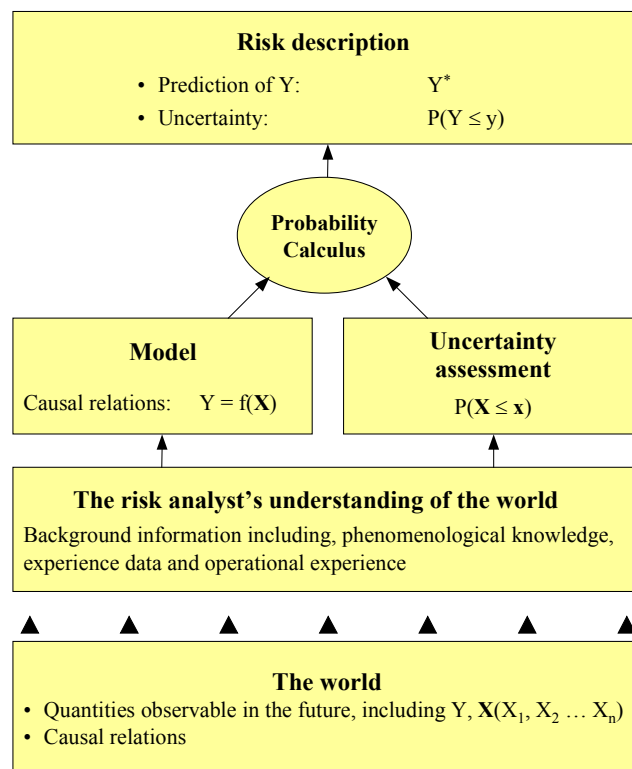 Risk description
• Prediction of Y: Y*
• Uncertainty: P(Y ≤ y)
Probability
Calculus
Model
Causal relations: Y = f(X)
Uncertainty
assessment
P(X ≤ x)
The risk analyst's understanding of the world
Background information including, phenomenological knowledge,
experience data and operational experience
The world
• Quantities observable in the future, including Y, X(X₁, X₂ … Xₙ)
• Causal relations